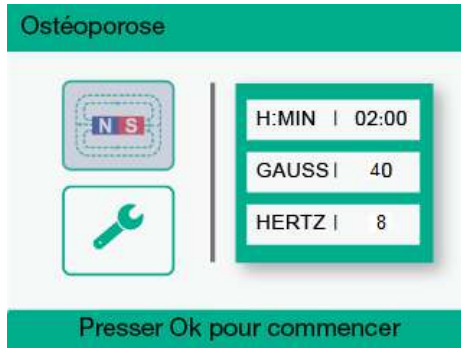 Ostéoporose
N S
H:MIN | 02:00
GAUSS | 40
HERTZ | 8
Presser Ok pour commencer